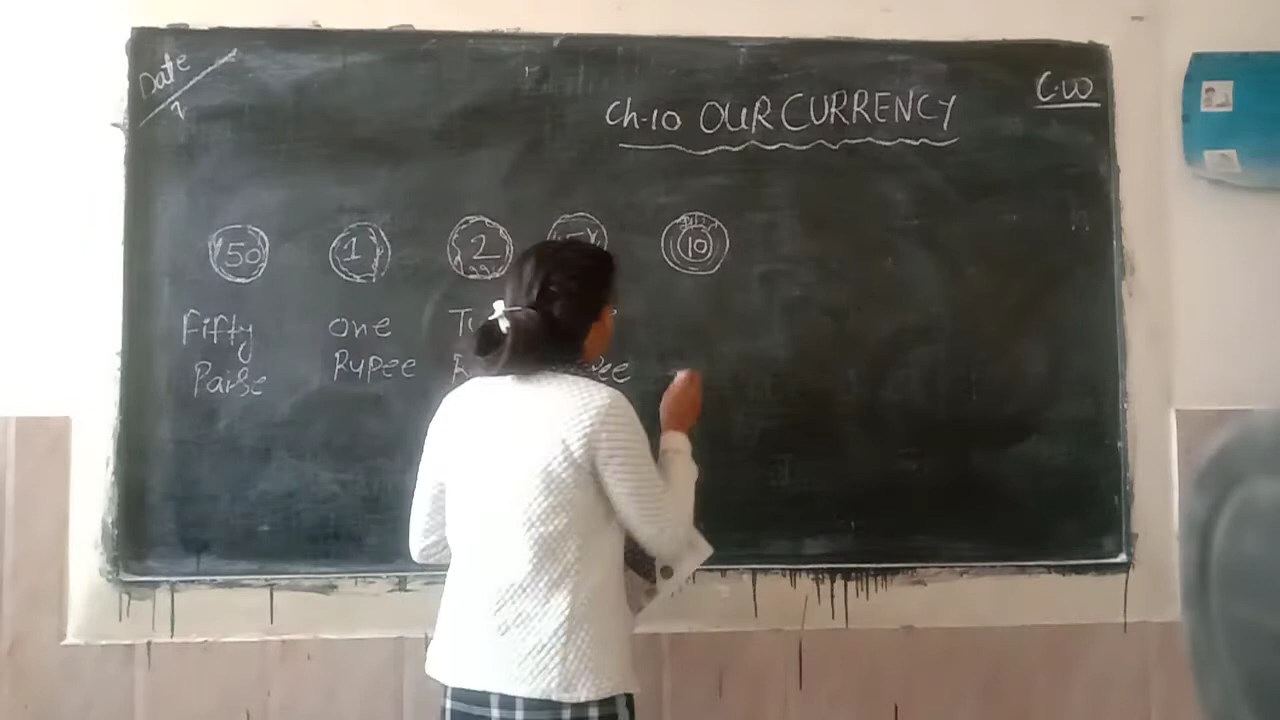 Date
C.W
Ch-10 OUR CURRENCY
50 1 2 10
Fifty one
Paise Rupee